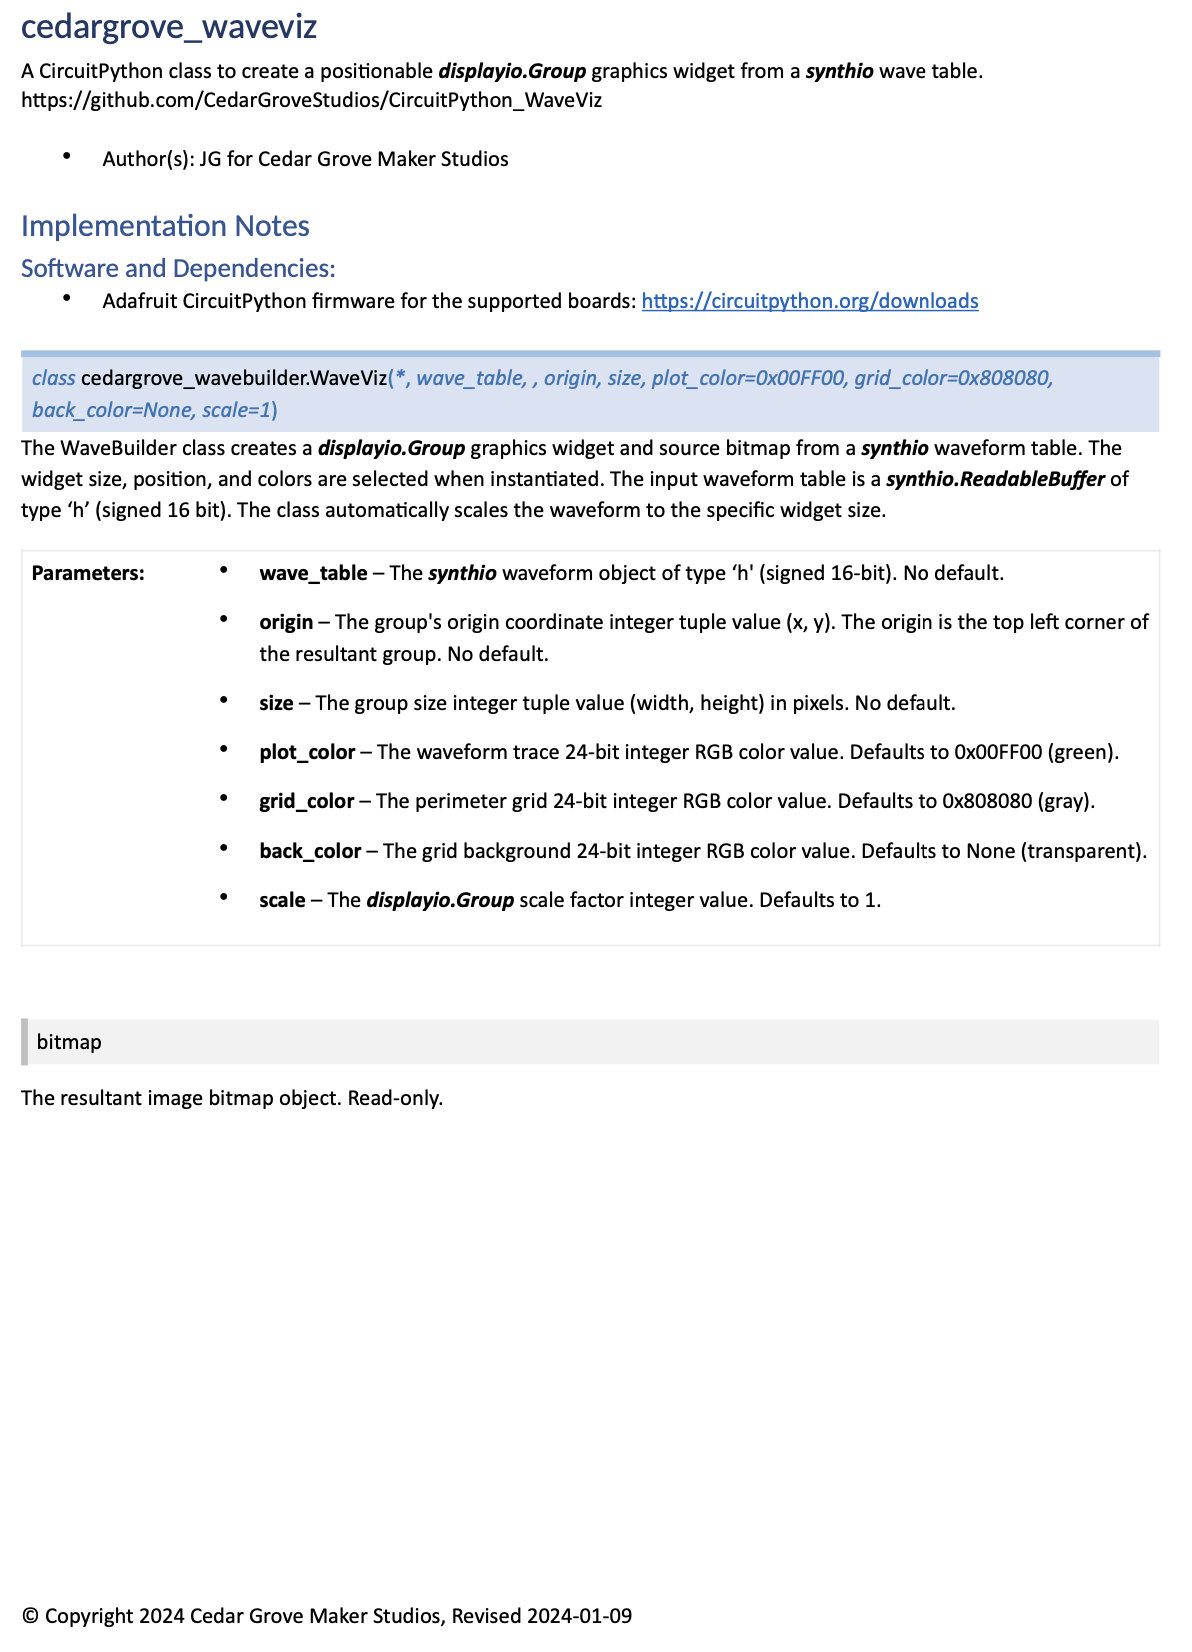 cedargrove_waveviz
A CircuitPython class to create a positionable displayio.Group graphics widget from a synthio wave table.
https://github.com/CedarGroveStudios/CircuitPython_WaveViz
• Author(s): JG for Cedar Grove Maker Studios
Implementation Notes
Software and Dependencies:
• Adafruit CircuitPython firmware for the supported boards: https://circuitpython.org/downloads
class cedargrove_wavebuilder.WaveViz(*, wave_table, , origin, size, plot_color=0x00FF00, grid_color=0x808080,
back_color=None, scale=1)
The WaveBuilder class creates a displayio.Group graphics widget and source bitmap from a synthio waveform table. The
widget size, position, and colors are selected when instantiated. The input waveform table is a synthio.ReadableBuffer of
type ‘h’ (signed 16 bit). The class automatically scales the waveform to the specific widget size.
Parameters: • wave_table – The synthio waveform object of type ‘h' (signed 16-bit). No default.
• origin – The group's origin coordinate integer tuple value (x, y). The origin is the top left corner of
the resultant group. No default.
• size – The group size integer tuple value (width, height) in pixels. No default.
• plot_color – The waveform trace 24-bit integer RGB color value. Defaults to 0x00FF00 (green).
• grid_color – The perimeter grid 24-bit integer RGB color value. Defaults to 0x808080 (gray).
• back_color – The grid background 24-bit integer RGB color value. Defaults to None (transparent).
• scale – The displayio.Group scale factor integer value. Defaults to 1.
bitmap
The resultant image bitmap object. Read-only.
© Copyright 2024 Cedar Grove Maker Studios, Revised 2024-01-09